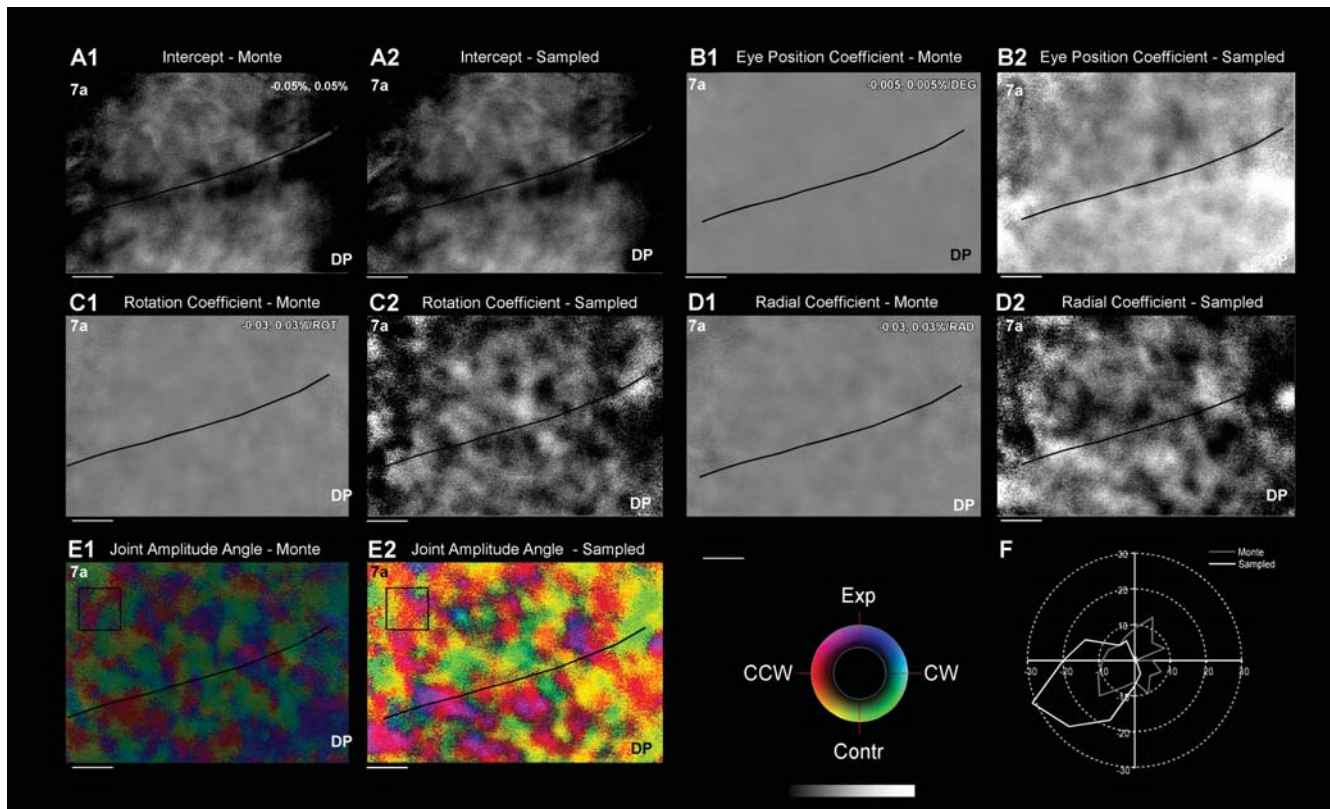 A1 Intercept - Monte
7a
-0.05%, 0.05%
DP
A2 Intercept - Sampled
7a
DP
B1 Eye Position Coefficient - Monte
7a
-0.005, 0.005%/DEG
DP
B2 Eye Position Coefficient - Sampled
7a
DP
C1 Rotation Coefficient - Monte
7a
-0.03, 0.03%/ROT
DP
C2 Rotation Coefficient - Sampled
7a
DP
D1 Radial Coefficient - Monte
7a
-0.03, 0.03%/RAD
DP
D2 Radial Coefficient - Sampled
7a
DP
E1 Joint Amplitude Angle - Monte
7a
DP
E2 Joint Amplitude Angle - Sampled
7a
DP
Exp
CCW
CW
Contr
F
Monte
Sampled
-30
-20
-30
-20
-10
10
20
30
-20
-30